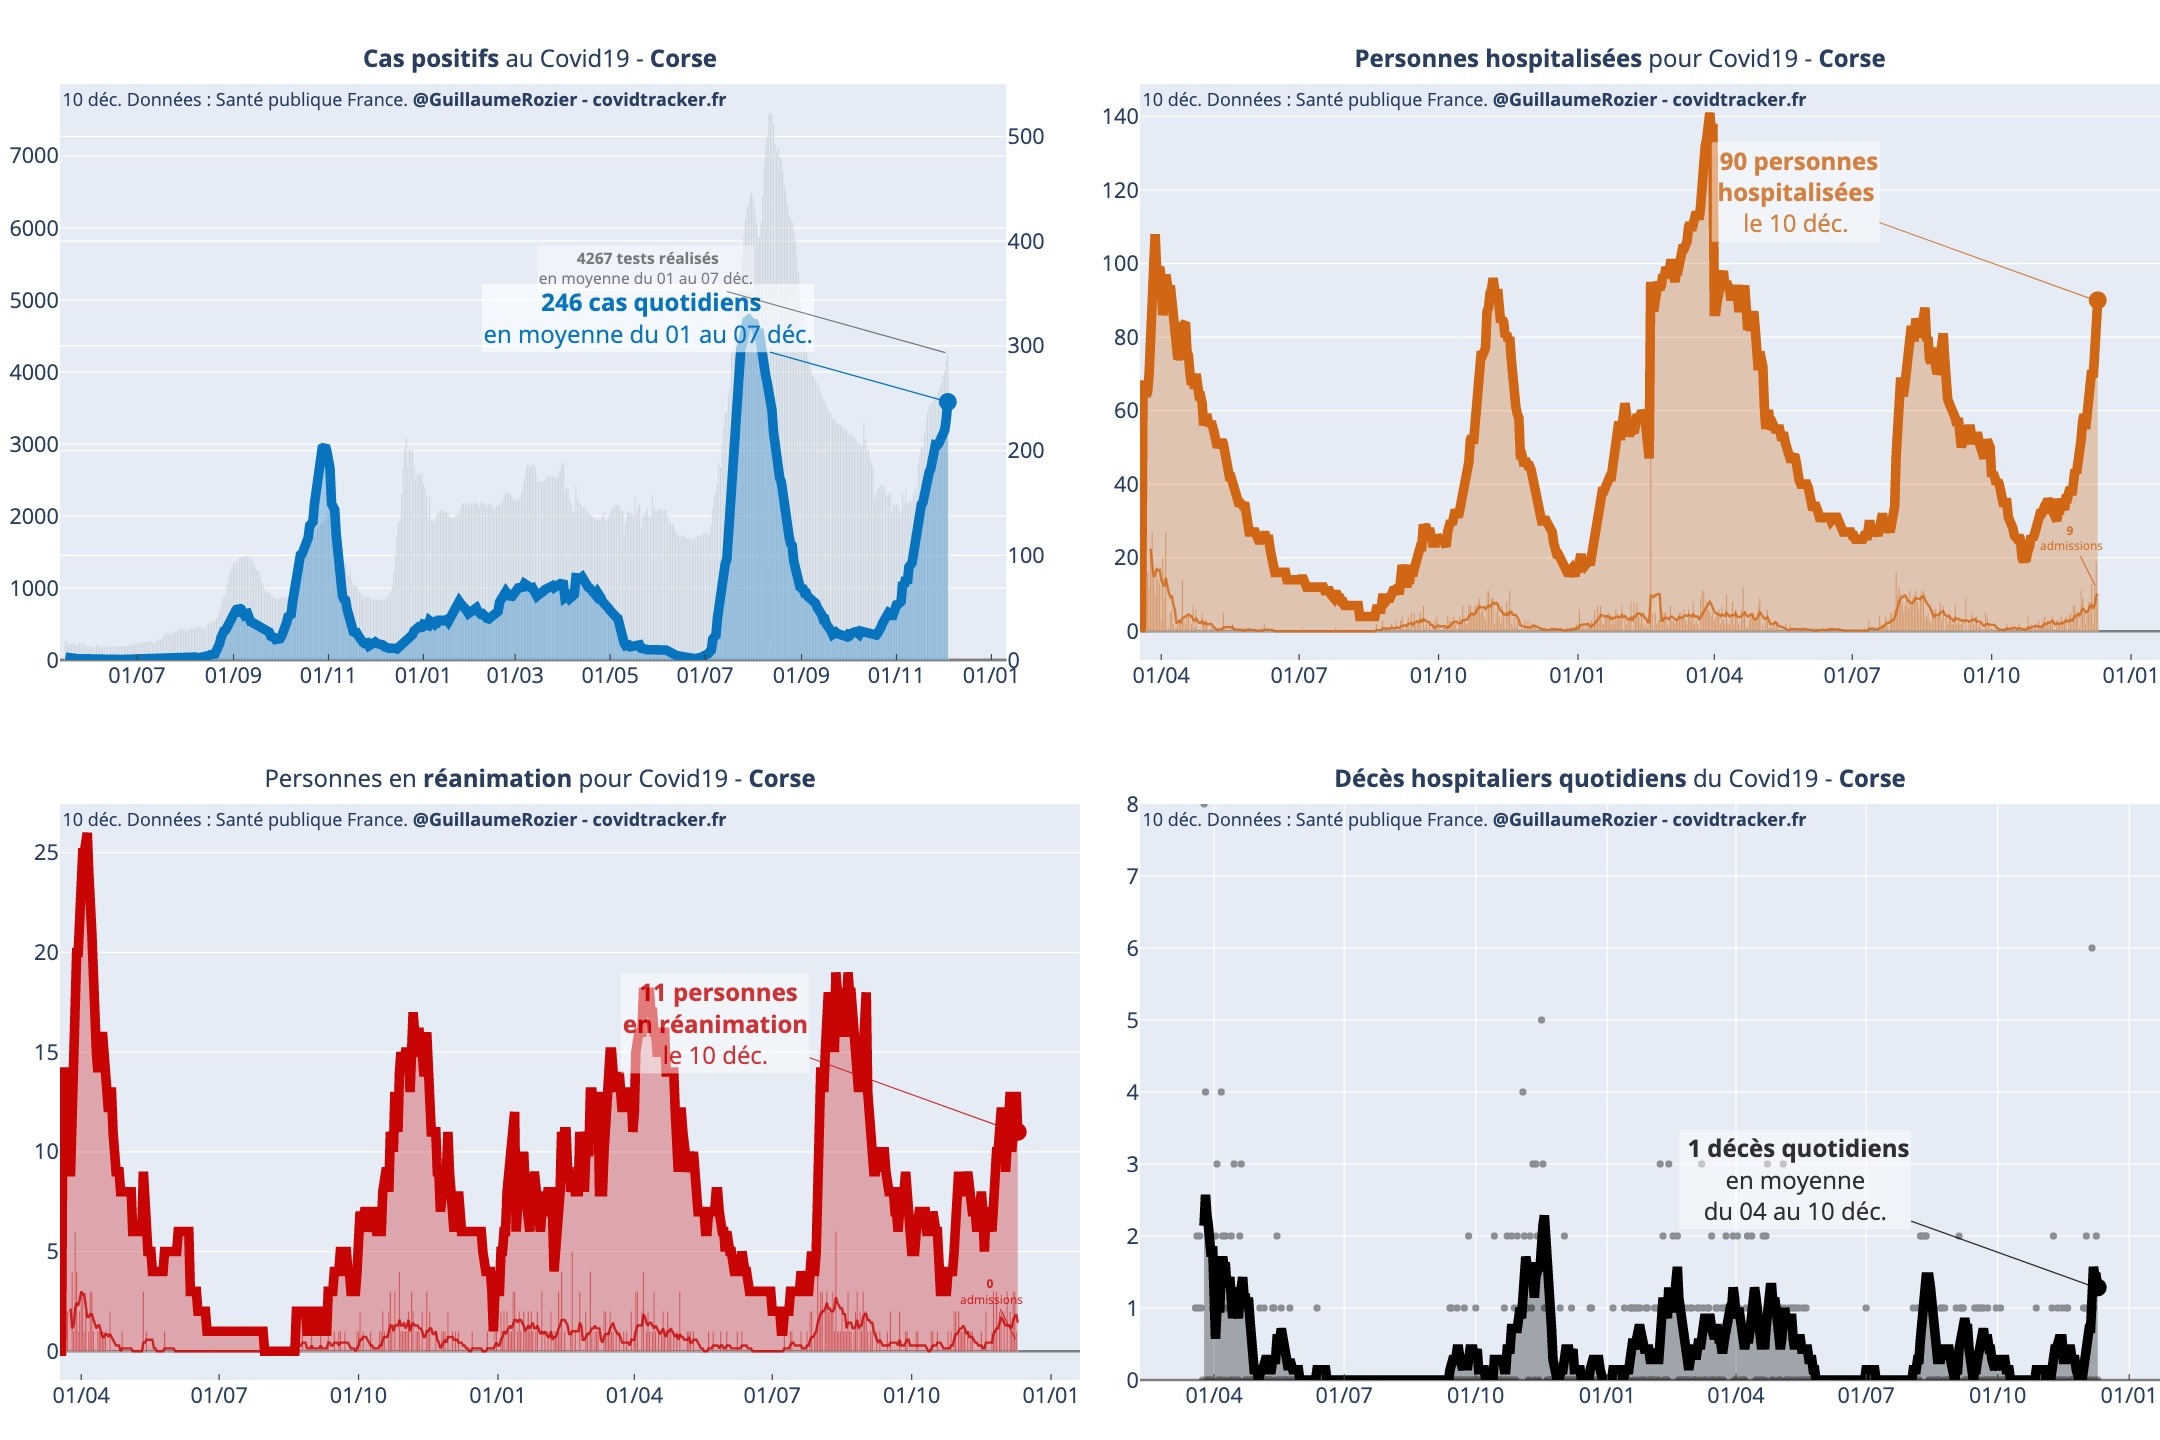 Cas positifs au Covid19 - Corse
10 déc. Données : Santé publique France. @GuillaumeRozier - covidtracker.fr
7000
6000
5000
4000
3000
2000
1000
0
500
400
300
200
100
0
4267 tests réalisés
en moyenne du 01 au 07 déc.
246 cas quotidiens
en moyenne du 01 au 07 déc.
01/07 01/09 01/11 01/01 01/03 01/05 01/07 01/09 01/11 01/01
Personnes hospitalisées pour Covid19 - Corse
10 déc. Données : Santé publique France. @GuillaumeRozier - covidtracker.fr
140
120
100
80
60
40
20
0
90 personnes
hospitalisées
le 10 déc.
9
admissions
01/04 01/07 01/10 01/01 01/04 01/07 01/10 01/01
Personnes en réanimation pour Covid19 - Corse
10 déc. Données : Santé publique France. @GuillaumeRozier - covidtracker.fr
25
20
15
10
5
0
11 personnes
en réanimation
le 10 déc.
0
admissions
01/04 01/07 01/10 01/01 01/04 01/07 01/10 01/01
Décès hospitaliers quotidiens du Covid19 - Corse
10 déc. Données : Santé publique France. @GuillaumeRozier - covidtracker.fr
8
7
6
5
4
3
2
1
0
1 décès quotidiens
en moyenne
du 04 au 10 déc.
01/04 01/07 01/10 01/01 01/04 01/07 01/10 01/01